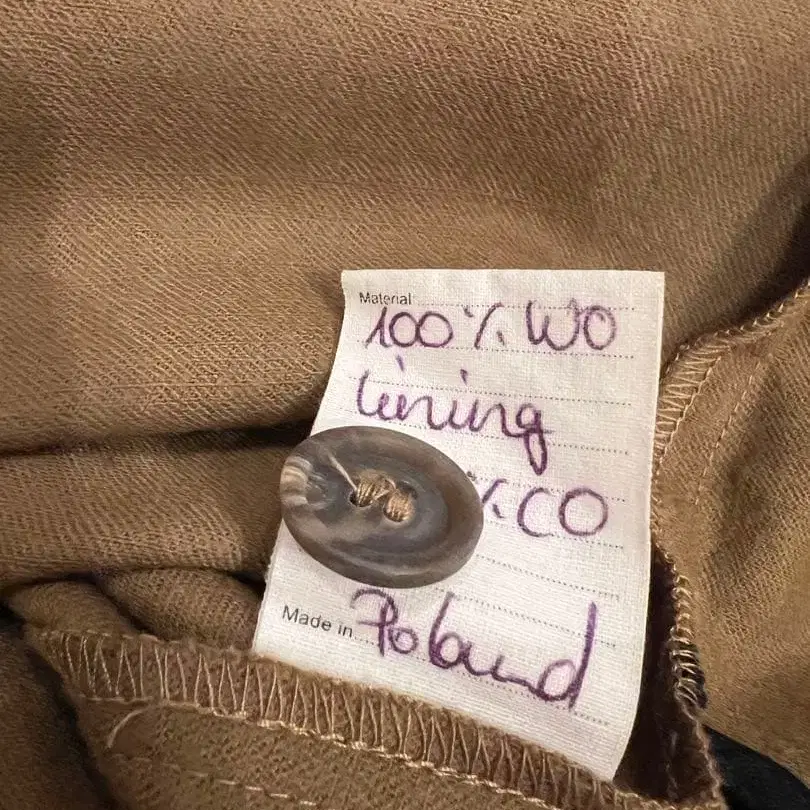 Material
100% WO
lining
% CO
Made in Poland